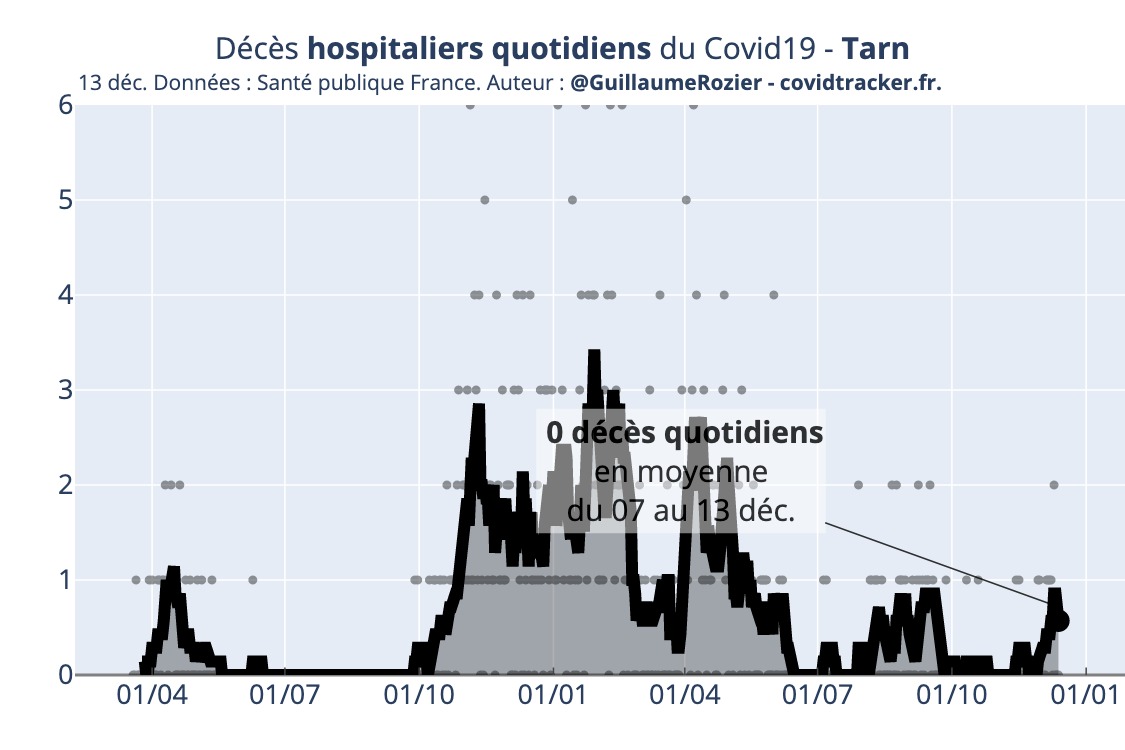 Décès hospitaliers quotidiens du Covid19 - Tarn
13 déc. Données : Santé publique France. Auteur : @GuillaumeRozier - covidtracker.fr.
6
5
4
3
2
1
0
0 décès quotidiens
en moyenne
du 07 au 13 déc.
01/04 01/07 01/10 01/01 01/04 01/07 01/10 01/01